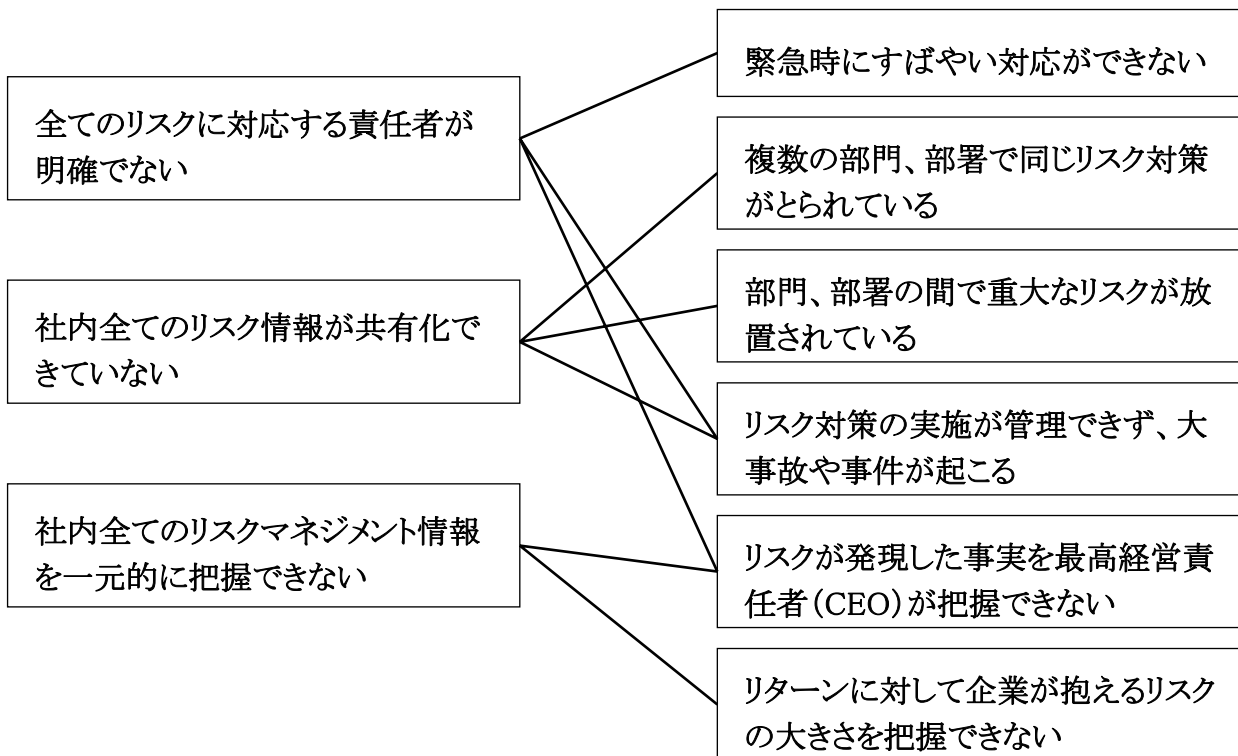 全てのリスクに対応する責任者が
明確でない
社内全てのリスク情報が共有化で
きていない
社内全てのリスクマネジメント情報
を一元的に把握できない
緊急時にすばやい対応ができない
複数の部門、部署で同じリスク対策
がとられている
部門、部署の間で重大なリスクが放
置されている
リスク対策の実施が管理できず、大
事故や事件が起こる
リスクが発現した事実を最高経営責
任者(CEO)が把握できない
リターンに対して企業が抱えるリスク
の大きさを把握できない